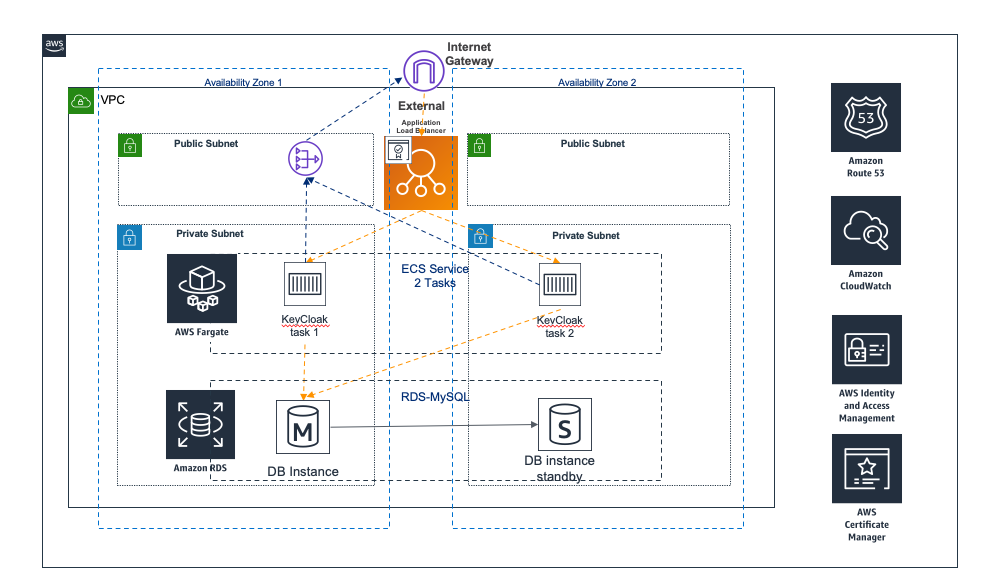 aws
Internet
Gateway
Availability Zone 1
Availability Zone 2
VPC
External
Application
Load Balancer
Public Subnet
Public Subnet
53
Amazon
Route 53
Private Subnet
Private Subnet
ECS Service
2 Tasks
Amazon
CloudWatch
AWS Fargate
KeyCloak
task 1
KeyCloak
task 2
RDS-MySQL
AWS Identity
and Access
Management
M
S
Amazon RDS
DB Instance
DB instance
standby
AWS
Certificate
Manager